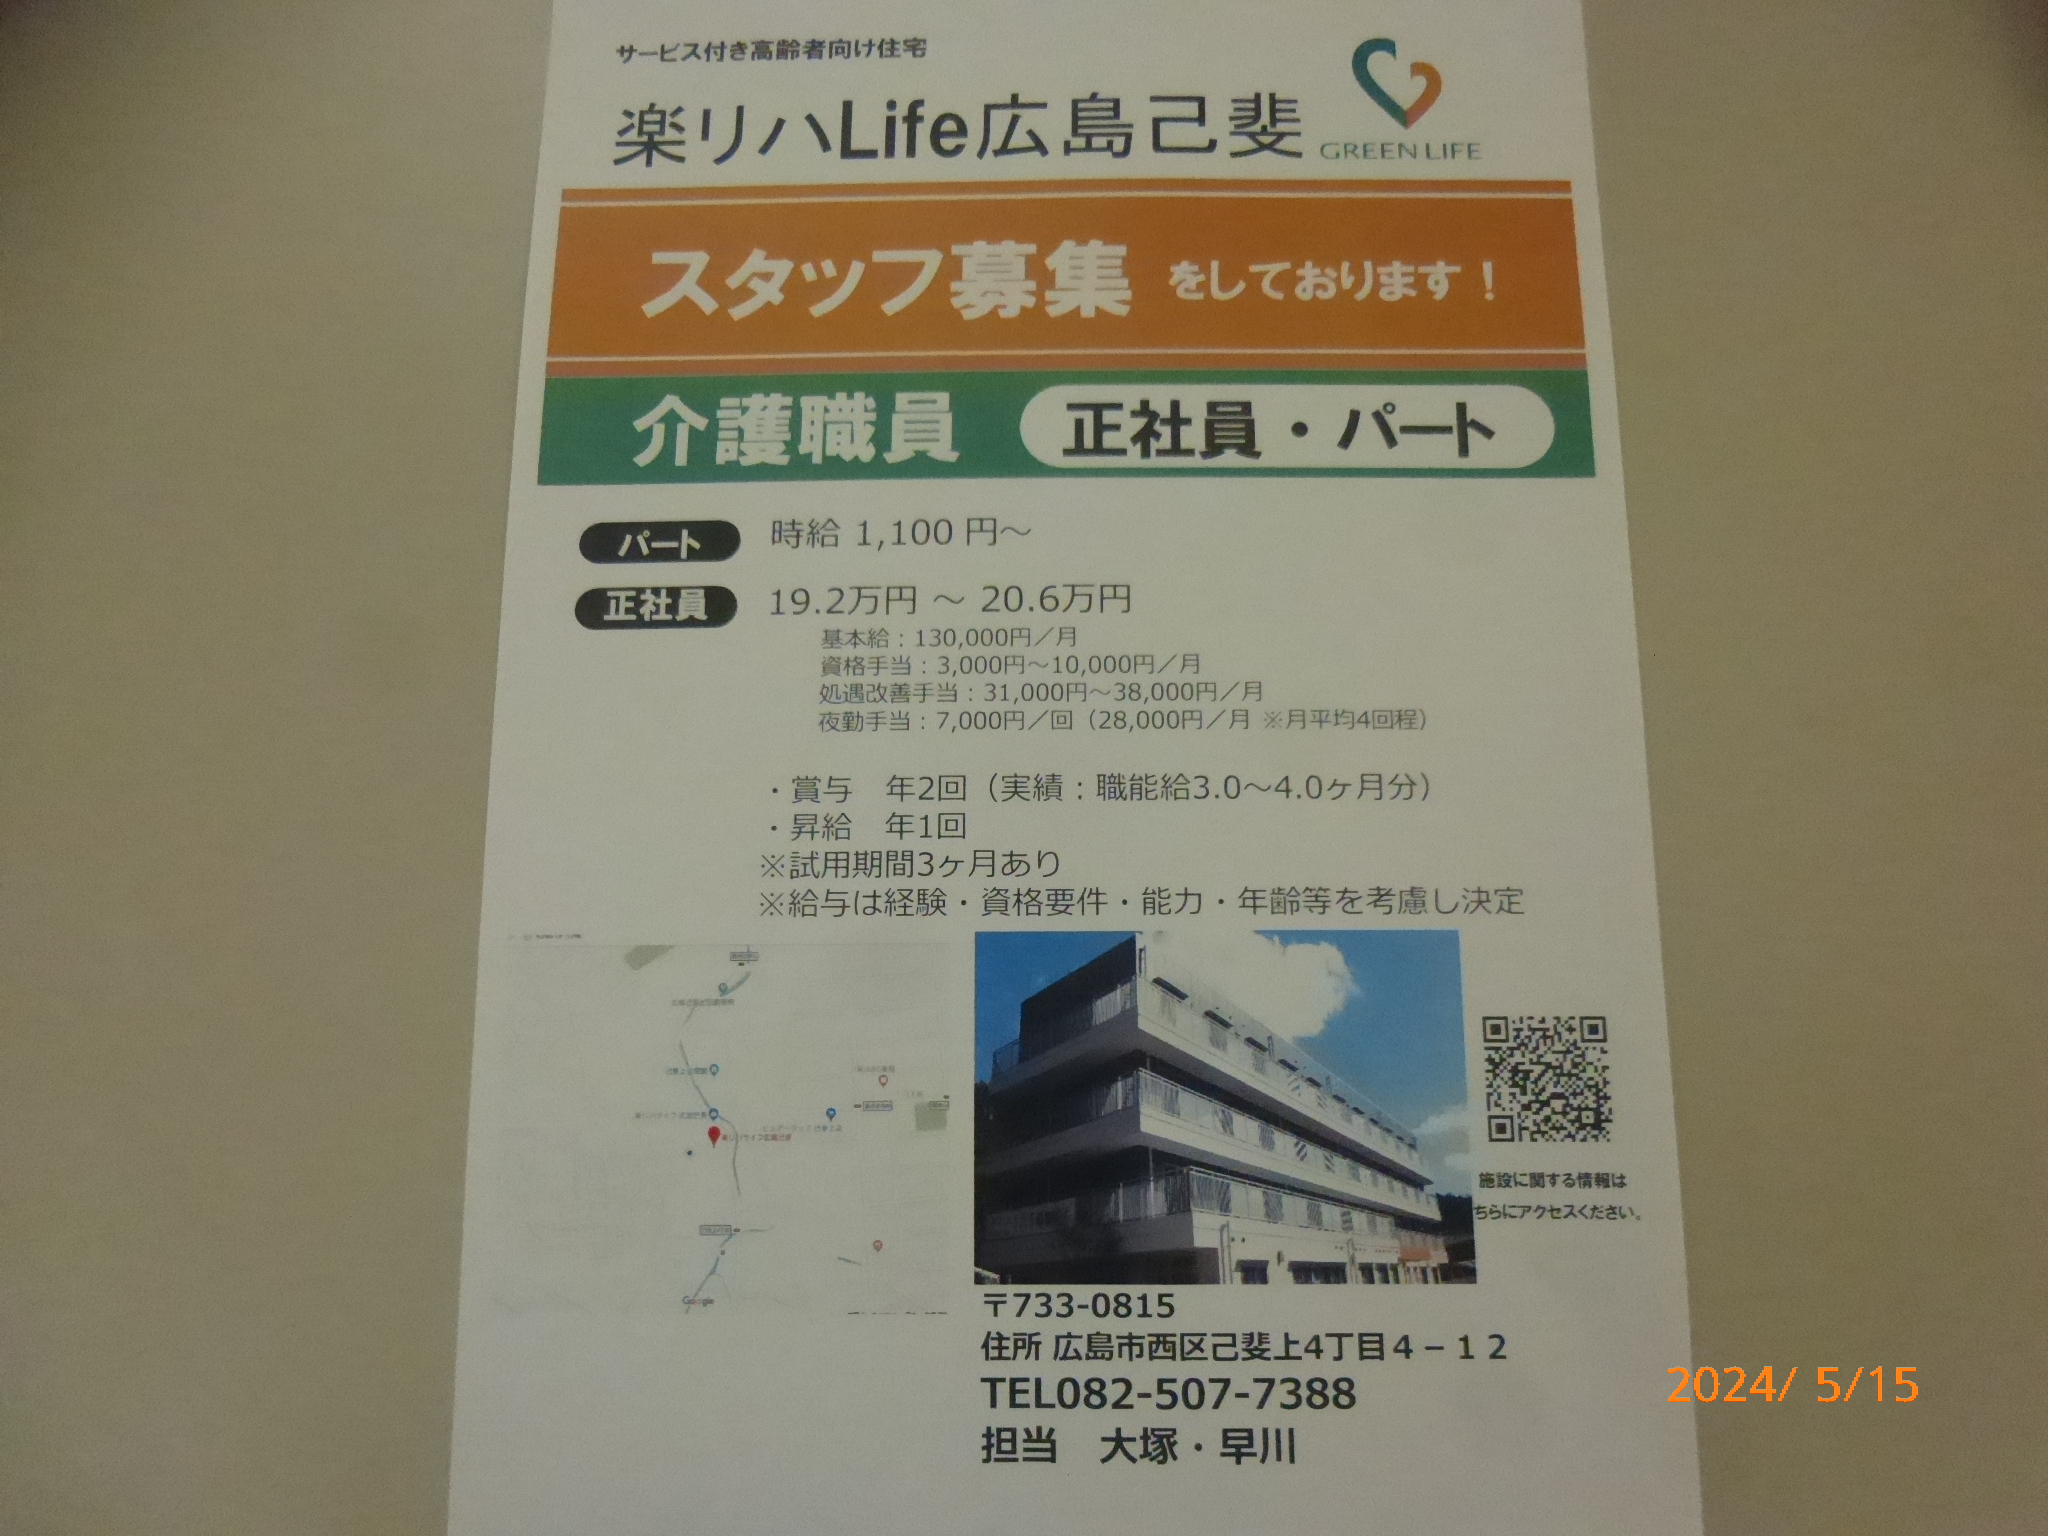 サービス付き高齢者向け住宅
楽リハLife広島己斐
GREEN LIFE
スタッフ募集 をしております！
介護職員 正社員・パート
パート 時給 1,100 円～
正社員 19.2万円 ～ 20.6万円
基本給：130,000円／月
資格手当：3,000円～10,000円／月
処遇改善手当：31,000円～38,000円／月
夜勤手当：7,000円／回（28,000円／月 ※月平均4回程）
・賞与　年2回（実績：職能給3.0～4.0ヶ月分）
・昇給　年1回
※試用期間3ヶ月あり
※給与は経験・資格要件・能力・年齢等を考慮し決定
Google
施設に関する情報は
ちらにアクセスください。
〒733-0815
住所 広島市西区己斐上4丁目４－１２
TEL082-507-7388
担当　大塚・早川
2024/ 5/15